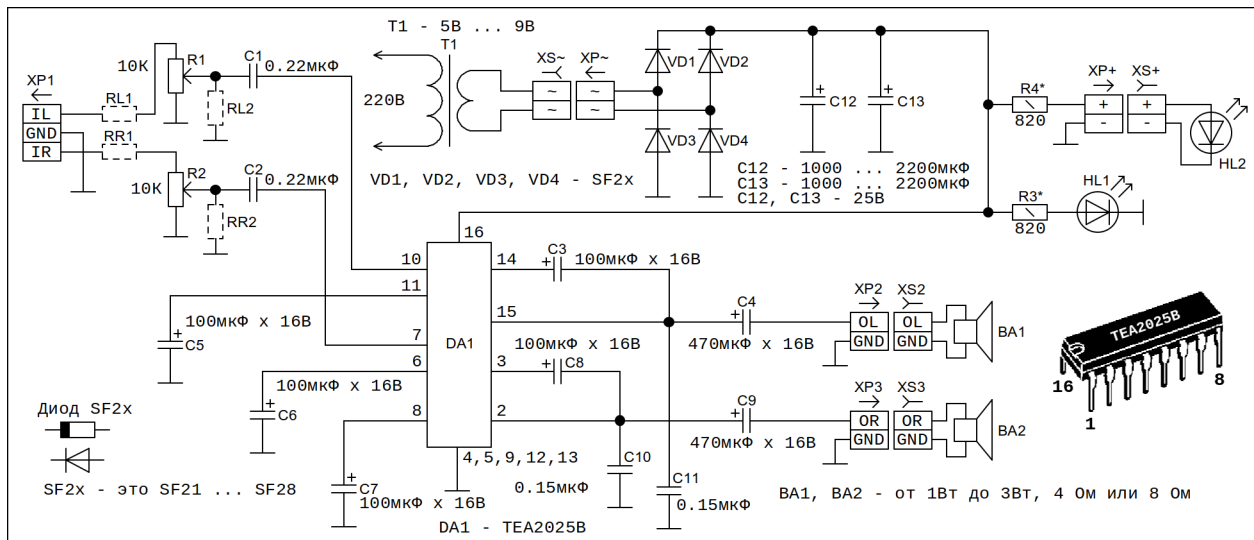 T1 - 5В ... 9В
T1
220В
XS~
XP~
~
~
~
~
VD1
VD2
VD3
VD4
VD1, VD2, VD3, VD4 - SF2x
C12
C13
C12 - 1000 ... 2200мкФ
C13 - 1000 ... 2200мкФ
C12, C13 - 25В
R4*
820
XP+
XS+
+
-
+
-
HL2
R3*
820
HL1
XP1
IL
GND
IR
RL1
RR1
10К
R1
RL2
C1
0.22мкФ
10К
R2
RR2
C2
0.22мкФ
16
10
11
7
6
8
14
15
3
2
DA1
4,5,9,12,13
C3
100мкФ x 16В
100мкФ x 16В
C5
100мкФ x 16В
C6
C7
100мкФ x 16В
100мкФ x 16В
C8
C4
470мкФ x 16В
C9
470мкФ x 16В
C10
0.15мкФ
C11
0.15мкФ
XP2
XS2
OL
GND
OL
GND
BA1
XP3
XS3
OR
GND
OR
GND
BA2
TEA2025B
16
8
1
Диод SF2x
SF2x - это SF21 ... SF28
DA1 - TEA2025B
BA1, BA2 - от 1Вт до 3Вт, 4 Ом или 8 Ом